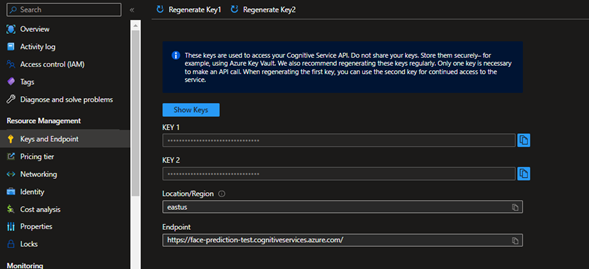 Search
«
Regenerate Key1
Regenerate Key2
Overview
Activity log
Access control (IAM)
Tags
Diagnose and solve problems
Resource Management
Keys and Endpoint
Pricing tier
Networking
Identity
Cost analysis
Properties
Locks
Monitoring
These keys are used to access your Cognitive Service API. Do not share your keys. Store them securely– for
example, using Azure Key Vault. We also recommend regenerating these keys regularly. Only one key is necessary
to make an API call. When regenerating the first key, you can use the second key for continued access to the
service.
Show Keys
KEY 1
KEY 2
Location/Region
eastus
Endpoint
https://face-prediction-test.cognitiveservices.azure.com/